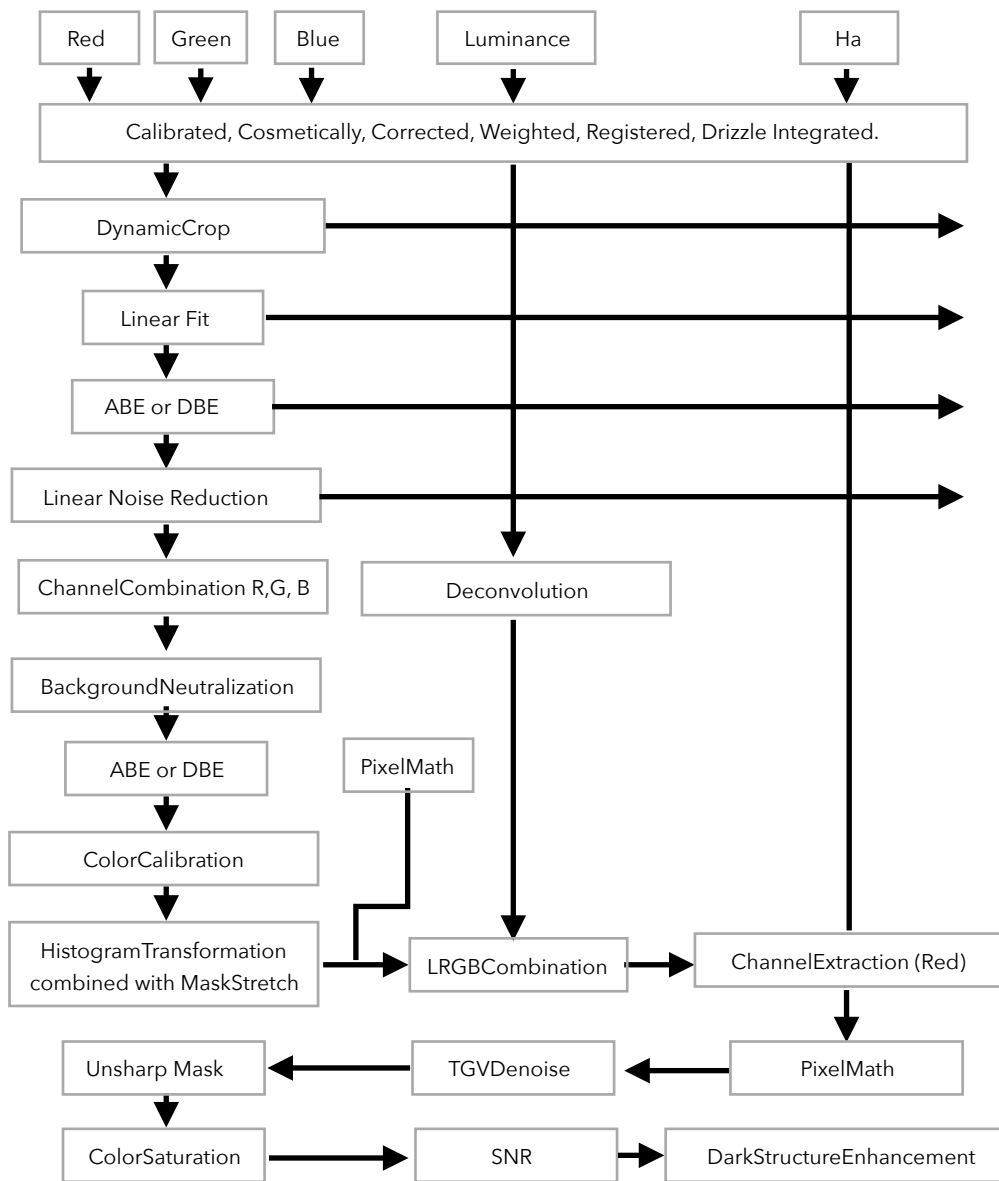 Red
Green
Blue
Luminance
Ha
Calibrated, Cosmetically, Corrected, Weighted, Registered, Drizzle Integrated.
DynamicCrop
Linear Fit
ABE or DBE
Linear Noise Reduction
ChannelCombination R,G, B
Deconvolution
BackgroundNeutralization
ABE or DBE
PixelMath
ColorCalibration
HistogramTransformation
combined with MaskStretch
LRGBCombination
ChannelExtraction (Red)
Unsharp Mask
TGVDenoise
PixelMath
ColorSaturation
SNR
DarkStructureEnhancement